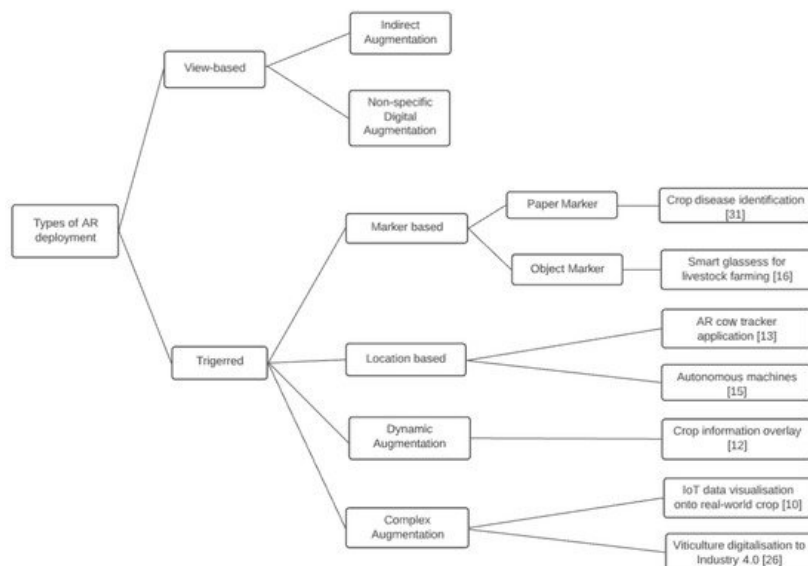 Types of AR
deployment
View-based
Indirect
Augmentation
Non-specific
Digital
Augmentation
Trigerred
Marker based
Paper Marker
Crop disease identification
[31]
Object Marker
Smart glassess for
livestock farming [16]
Location based
AR cow tracker
application [13]
Autonomous machines
[15]
Dynamic
Augmentation
Crop information overlay
[12]
Complex
Augmentation
IoT data visualisation
onto real-world crop [10]
Viticulture digitalisation to
Industry 4.0 [26]